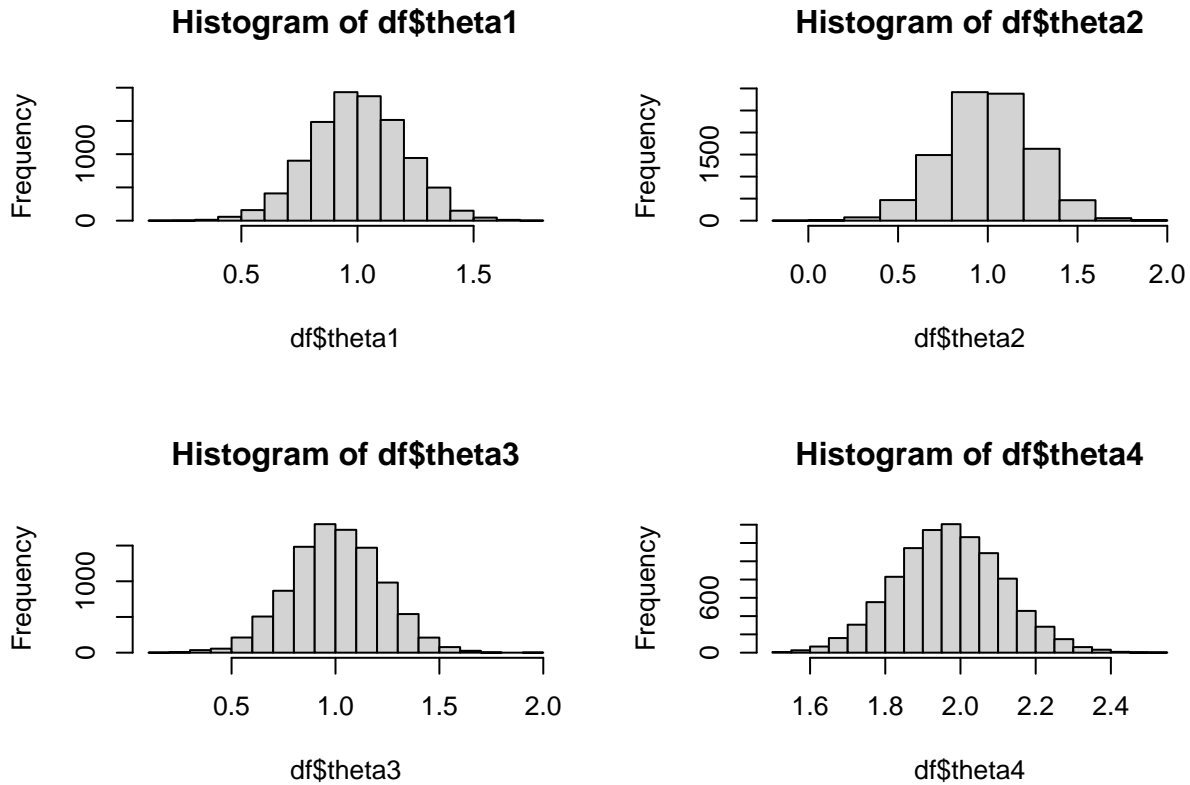 Histogram of df$theta1
Frequency
0 1000
0.5 1.0 1.5
df$theta1
Histogram of df$theta2
Frequency
0 1500
0.0 0.5 1.0 1.5 2.0
df$theta2
Histogram of df$theta3
Frequency
0 1000
0.5 1.0 1.5 2.0
df$theta3
Histogram of df$theta4
Frequency
0 600
1.6 1.8 2.0 2.2 2.4
df$theta4